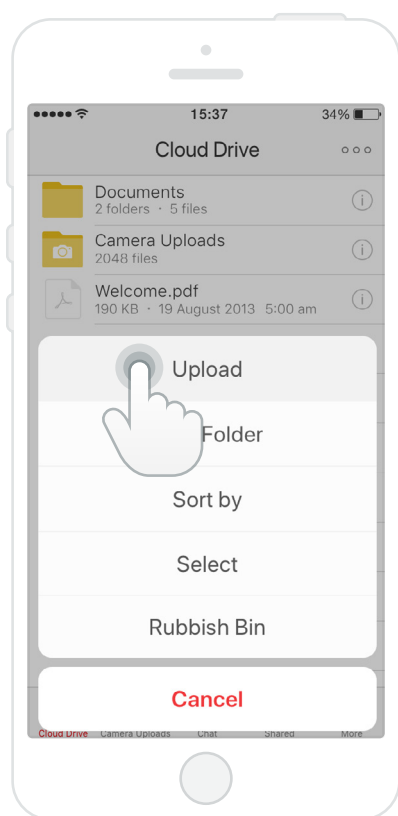 15:37
34%
Cloud Drive
Documents
2 folders · 5 files
Camera Uploads
2048 files
Welcome.pdf
190 KB · 19 August 2013 5:00 am
Upload
Folder
Sort by
Select
Rubbish Bin
Cancel
Cloud Drive Camera Uploads Chat Shared More